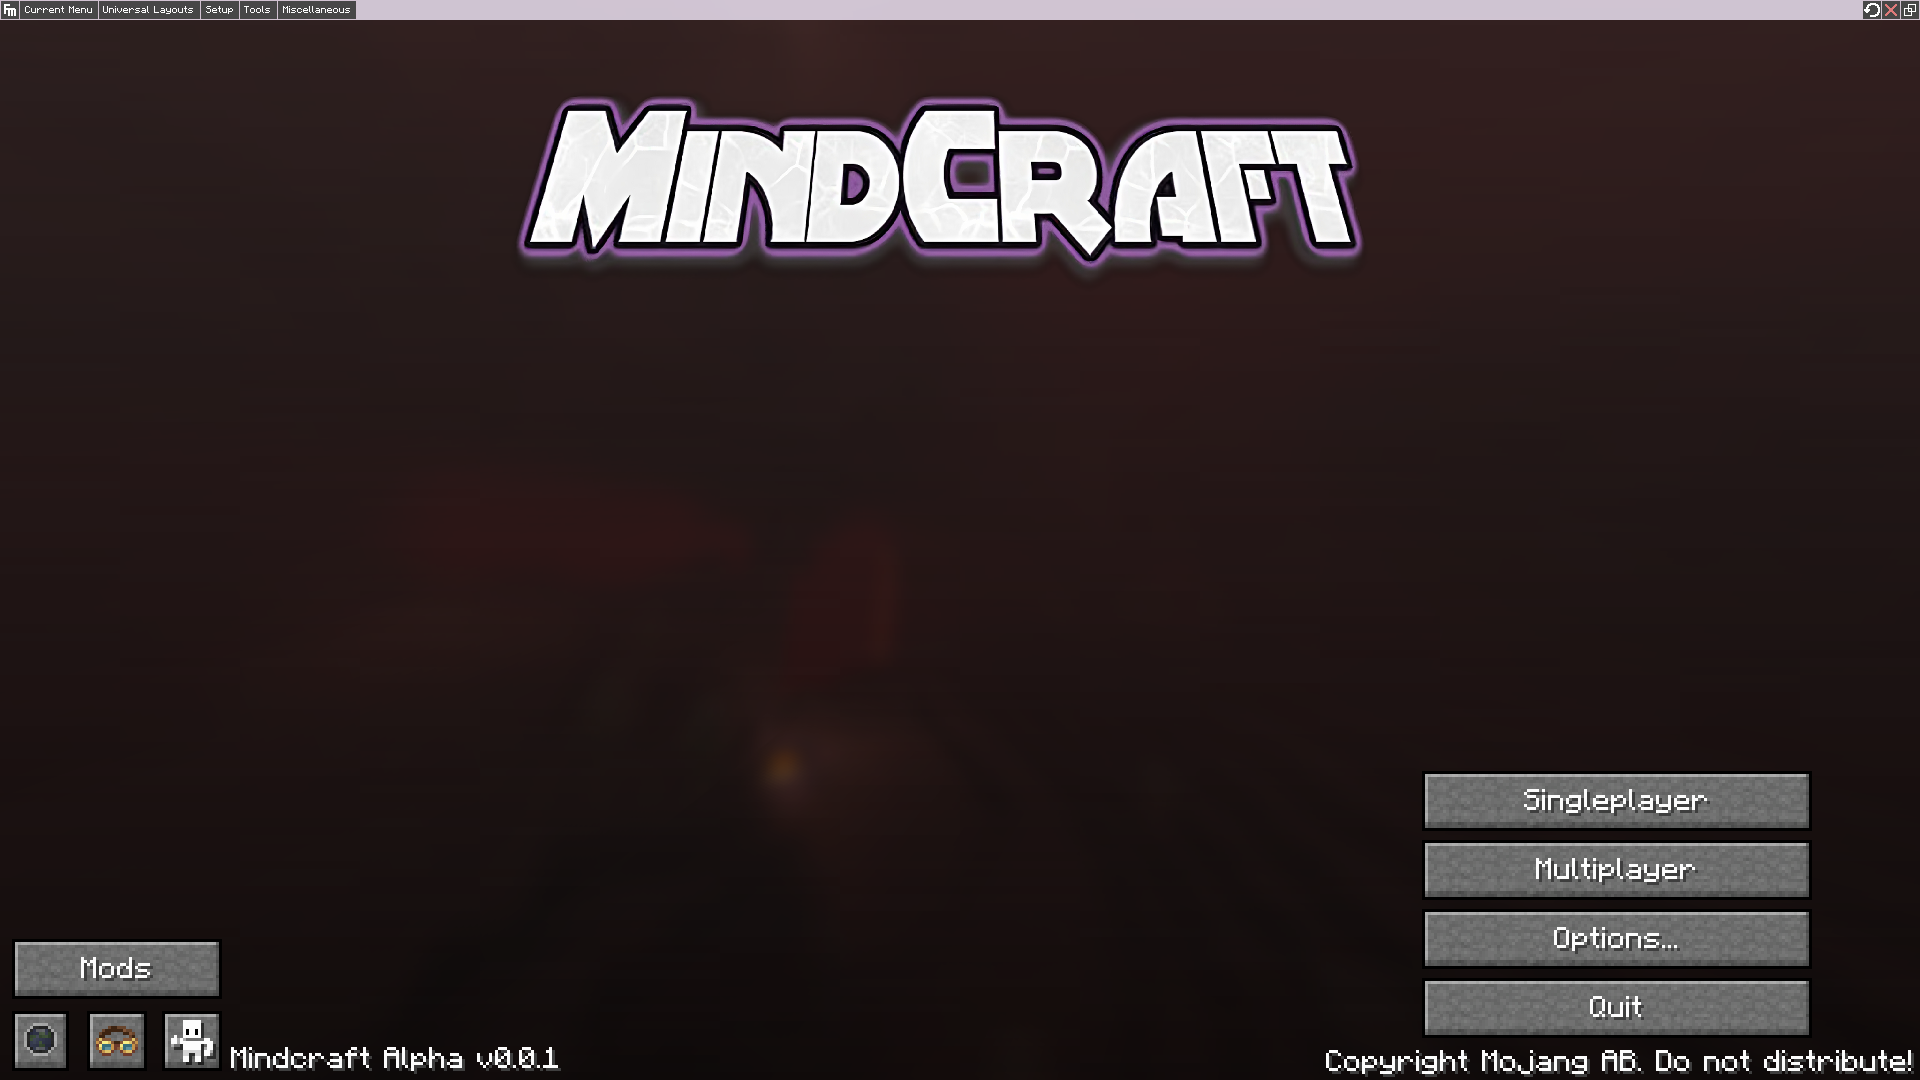 Fm Current Menu Universal Layouts Setup Tools Miscellaneous
MINDCRAFT
Singleplayer
Multiplayer
Options...
Quit
Mods
Mindcraft Alpha v0.0.1
Copyright Mojang AB. Do not distribute!